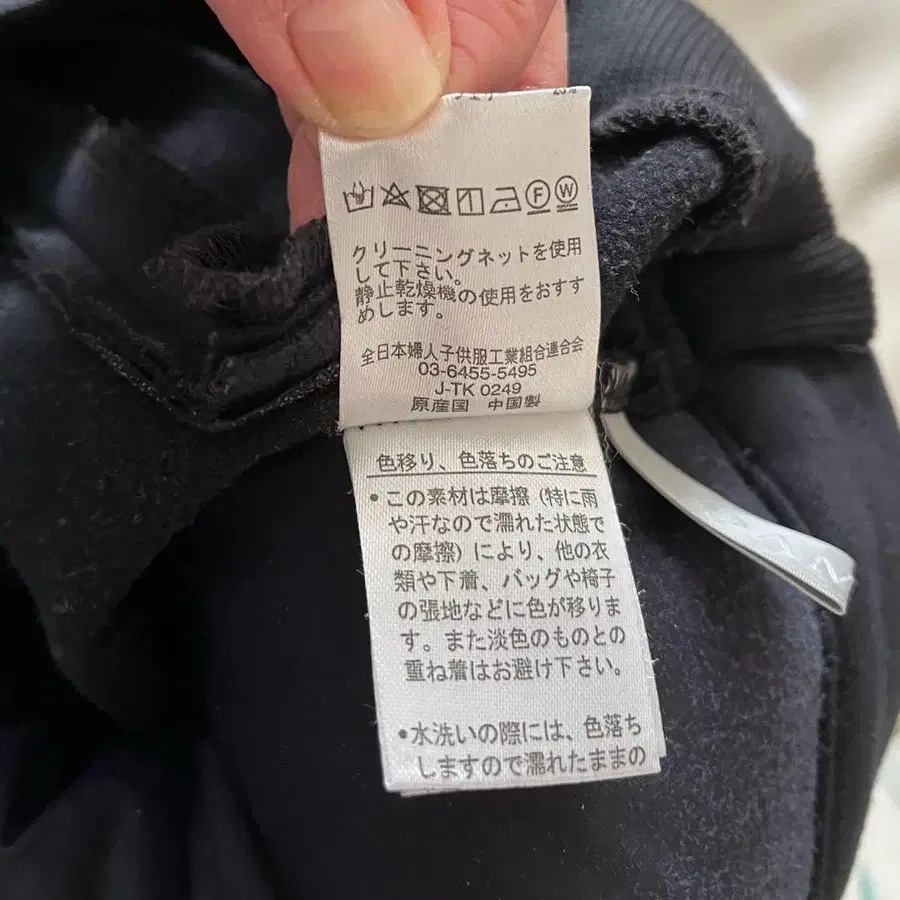 25%
F W
クリーニングネットを使用
して下さい。
静止乾燥機の使用をおすす
めします。
全日本婦人子供服工業組合連合会
03-6455-5495
J-TK 0249
原産国 中国製
色移り、色落ちのご注意
•この素材は摩擦（特に雨
や汗なので濡れた状態で
の摩擦）により、他の衣
類や下着、バッグや椅子
の張地などに色が移りま
す。また淡色のものとの
重ね着はお避け下さい。
•水洗いの際には、色落ち
しますので濡れたままの